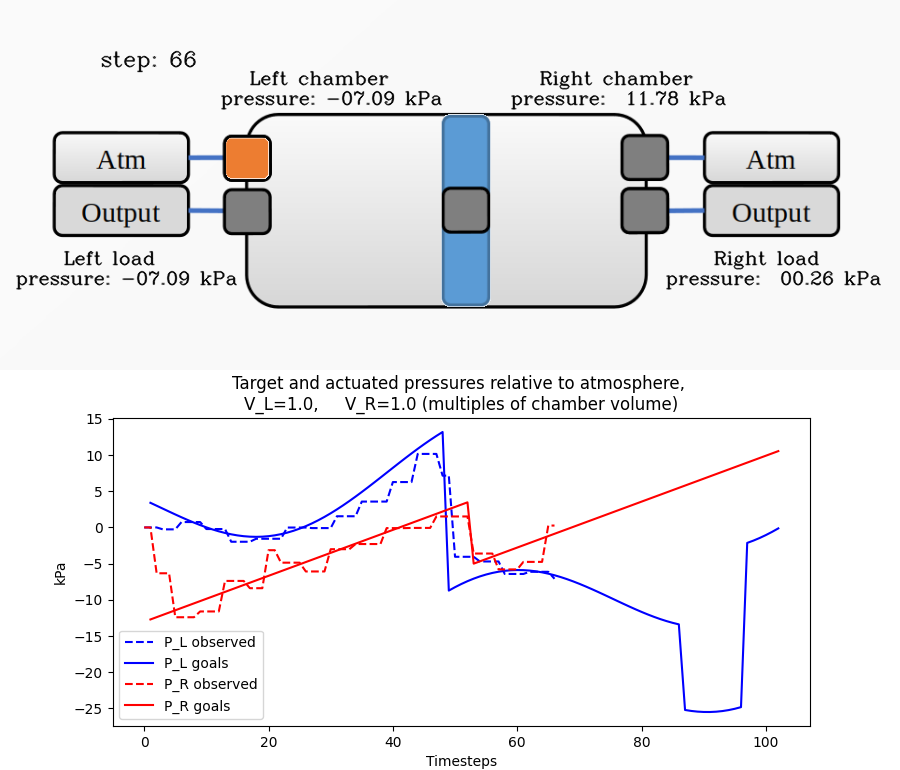 step: 66
Left chamber
pressure: −07.09 kPa
Right chamber
pressure: 11.78 kPa
Atm
Output
Atm
Output
Left load
pressure: −07.09 kPa
Right load
pressure: 00.26 kPa
Target and actuated pressures relative to atmosphere,
V_L=1.0, V_R=1.0 (multiples of chamber volume)
15
10
5
0
−5
−10
−15
−20
−25
kPa
P_L observed
P_L goals
P_R observed
P_R goals
0 20 40 60 80 100
Timesteps